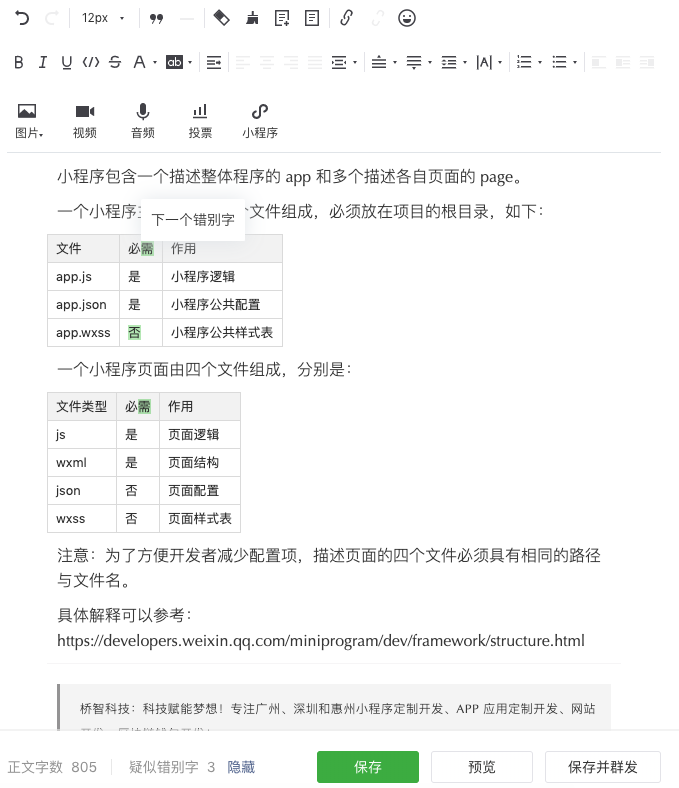 12px
B I U S A ab
|A|
图片 视频 音频 投票 小程序
小程序包含一个描述整体程序的 app 和多个描述各自页面的 page。
一个小程序 个文件组成，必须放在项目的根目录，如下：
下一个错别字
文件 必需 作用
app.js 是 小程序逻辑
app.json 是 小程序公共配置
app.wxss 否 小程序公共样式表
一个小程序页面由四个文件组成，分别是：
文件类型 必需 作用
js 是 页面逻辑
wxml 是 页面结构
json 否 页面配置
wxss 否 页面样式表
注意：为了方便开发者减少配置项，描述页面的四个文件必须具有相同的路径
与文件名。
具体解释可以参考：
https://developers.weixin.qq.com/miniprogram/dev/framework/structure.html
桥智科技：科技赋能梦想！专注广州、深圳和惠州小程序定制开发、APP 应用定制开发、网站
正文字数 805 疑似错别字 3 隐藏 保存 预览 保存并群发